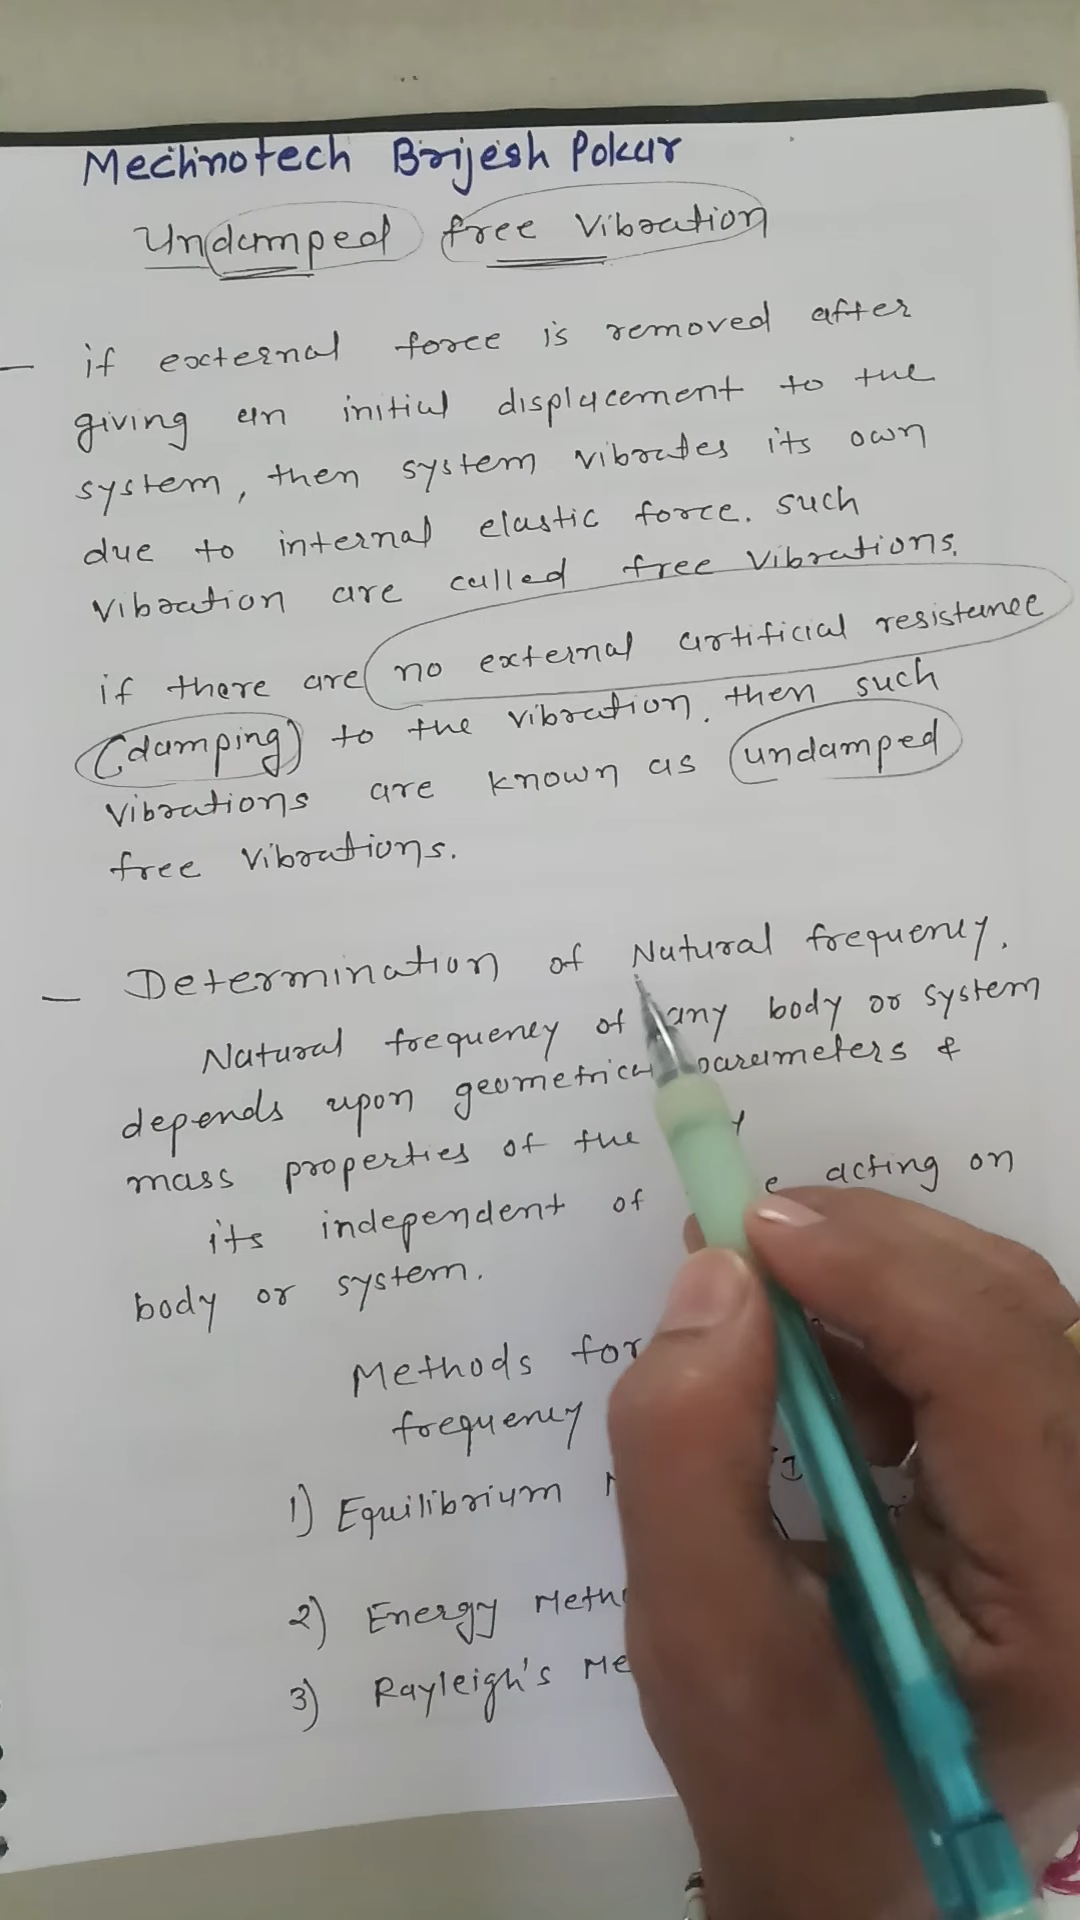 Mechnotech Brijesh Pokar
Undamped free Vibration
– if external force is removed after
giving an initial displacement to the
system, then system vibrates its own
due to internal elastic force. such
Vibration are called free Vibrations.
if there are no external artificial resistance
(damping) to the vibration, then such
Vibrations are known as undamped
free Vibrations.
– Determination of Natural frequency.
Natural frequency of any body or system
depends upon geometrical parameters &
mass properties of the
its independent of acting on
body or system.
Methods for
frequency
1) Equilibrium
2) Energy
3) Rayleigh's